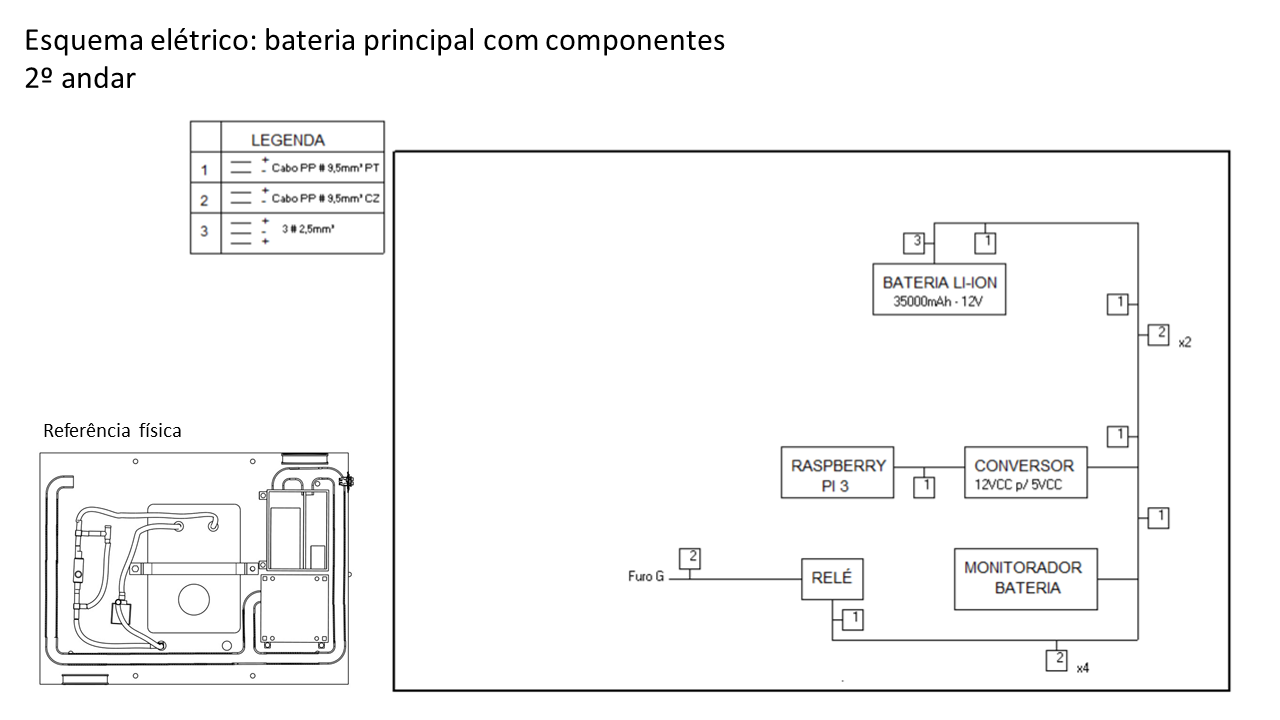 Esquema elétrico: bateria principal com componentes
2º andar
LEGENDA
1 + - Cabo PP # 9,5mm² PT
2 + - Cabo PP # 9,5mm² CZ
3 + - + 3 # 2,5mm²
3
1
BATERIA LI-ION
35000mAh - 12V
1
2 x2
Referência física
1
RASPBERRY
PI 3
1
CONVERSOR
12VCC p/ 5VCC
1
2
Furo G
RELÉ
MONITORADOR
BATERIA
1
2 x4